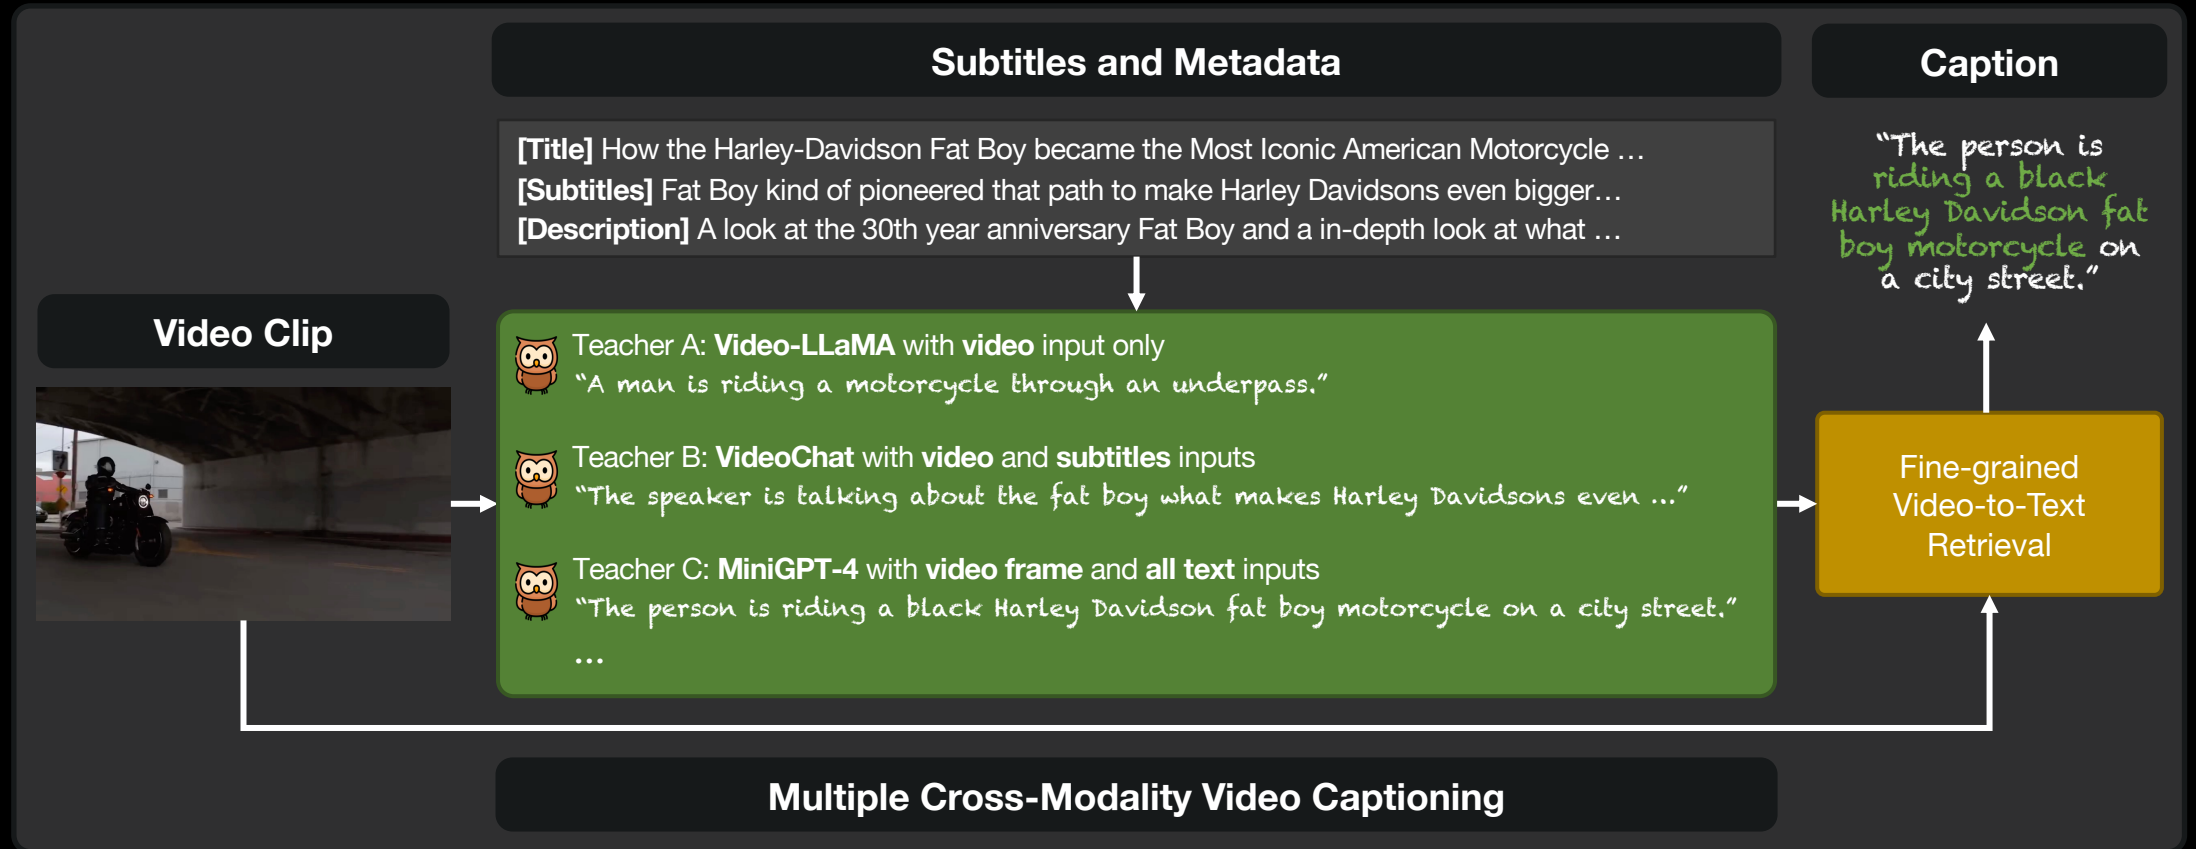 Subtitles and Metadata
Caption
[Title] How the Harley-Davidson Fat Boy became the Most Iconic American Motorcycle …
[Subtitles] Fat Boy kind of pioneered that path to make Harley Davidsons even bigger…
[Description] A look at the 30th year anniversary Fat Boy and a in-depth look at what …
“The person is
riding a black
Harley Davidson fat
boy motorcycle on
a city street.”
Video Clip
Teacher A: Video-LLaMA with video input only
“A man is riding a motorcycle through an underpass.”
Teacher B: VideoChat with video and subtitles inputs
“The speaker is talking about the fat boy what makes Harley Davidsons even …”
Teacher C: MiniGPT-4 with video frame and all text inputs
“The person is riding a black Harley Davidson fat boy motorcycle on a city street.”
…
Fine-grained
Video-to-Text
Retrieval
Multiple Cross-Modality Video Captioning